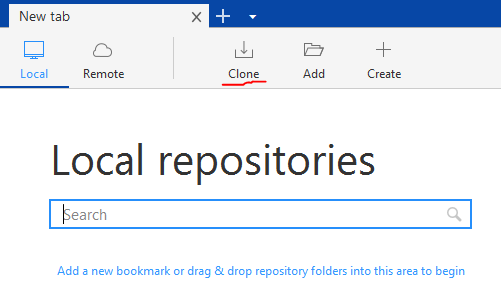 New tab
Local Remote Clone Add Create
Local repositories
Search
Add a new bookmark or drag & drop repository folders into this area to begin